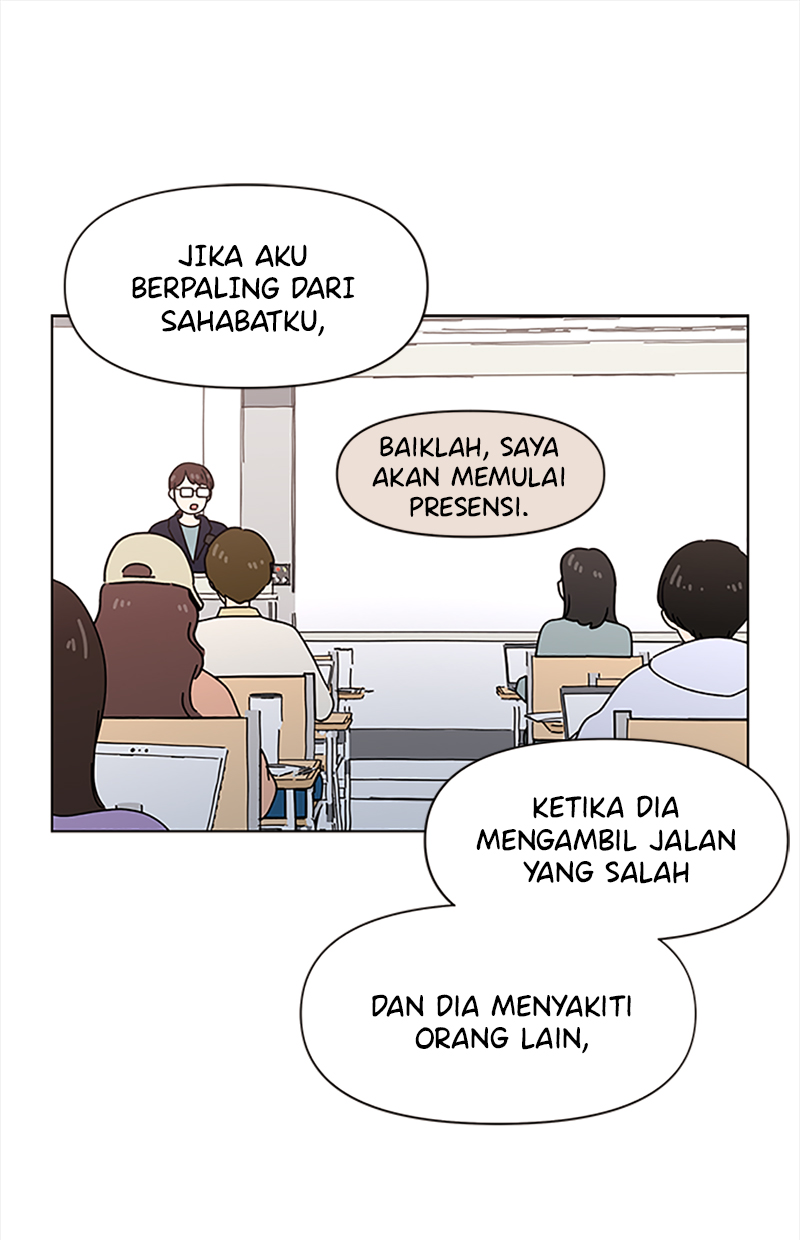 JIKA AKU
BERPALING DARI
SAHABATKU,
BAIKLAH, SAYA
AKAN MEMULAI
PRESENSI.
KETIKA DIA
MENGAMBIL JALAN
YANG SALAH
DAN DIA MENYAKITI
ORANG LAIN,